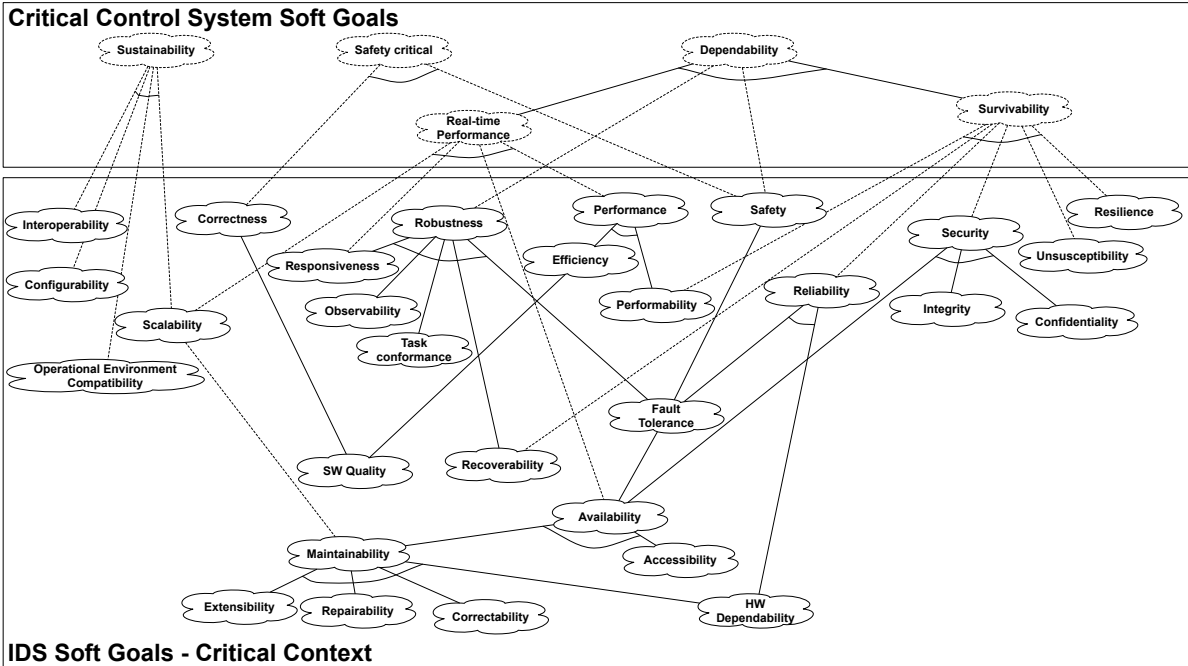 Critical Control System Soft Goals
Sustainability
Safety critical
Dependability
Real-time
Performance
Survivability
Interoperability
Correctness
Robustness
Performance
Safety
Resilience
Security
Efficiency
Responsiveness
Unsusceptibility
Configurability
Observability
Performability
Reliability
Integrity
Confidentiality
Scalability
Task
conformance
Operational Environment
Compatibility
Fault
Tolerance
SW Quality
Recoverability
Availability
Maintainability
Accessibility
Extensibility
Repairability
Correctability
HW
Dependability
IDS Soft Goals - Critical Context